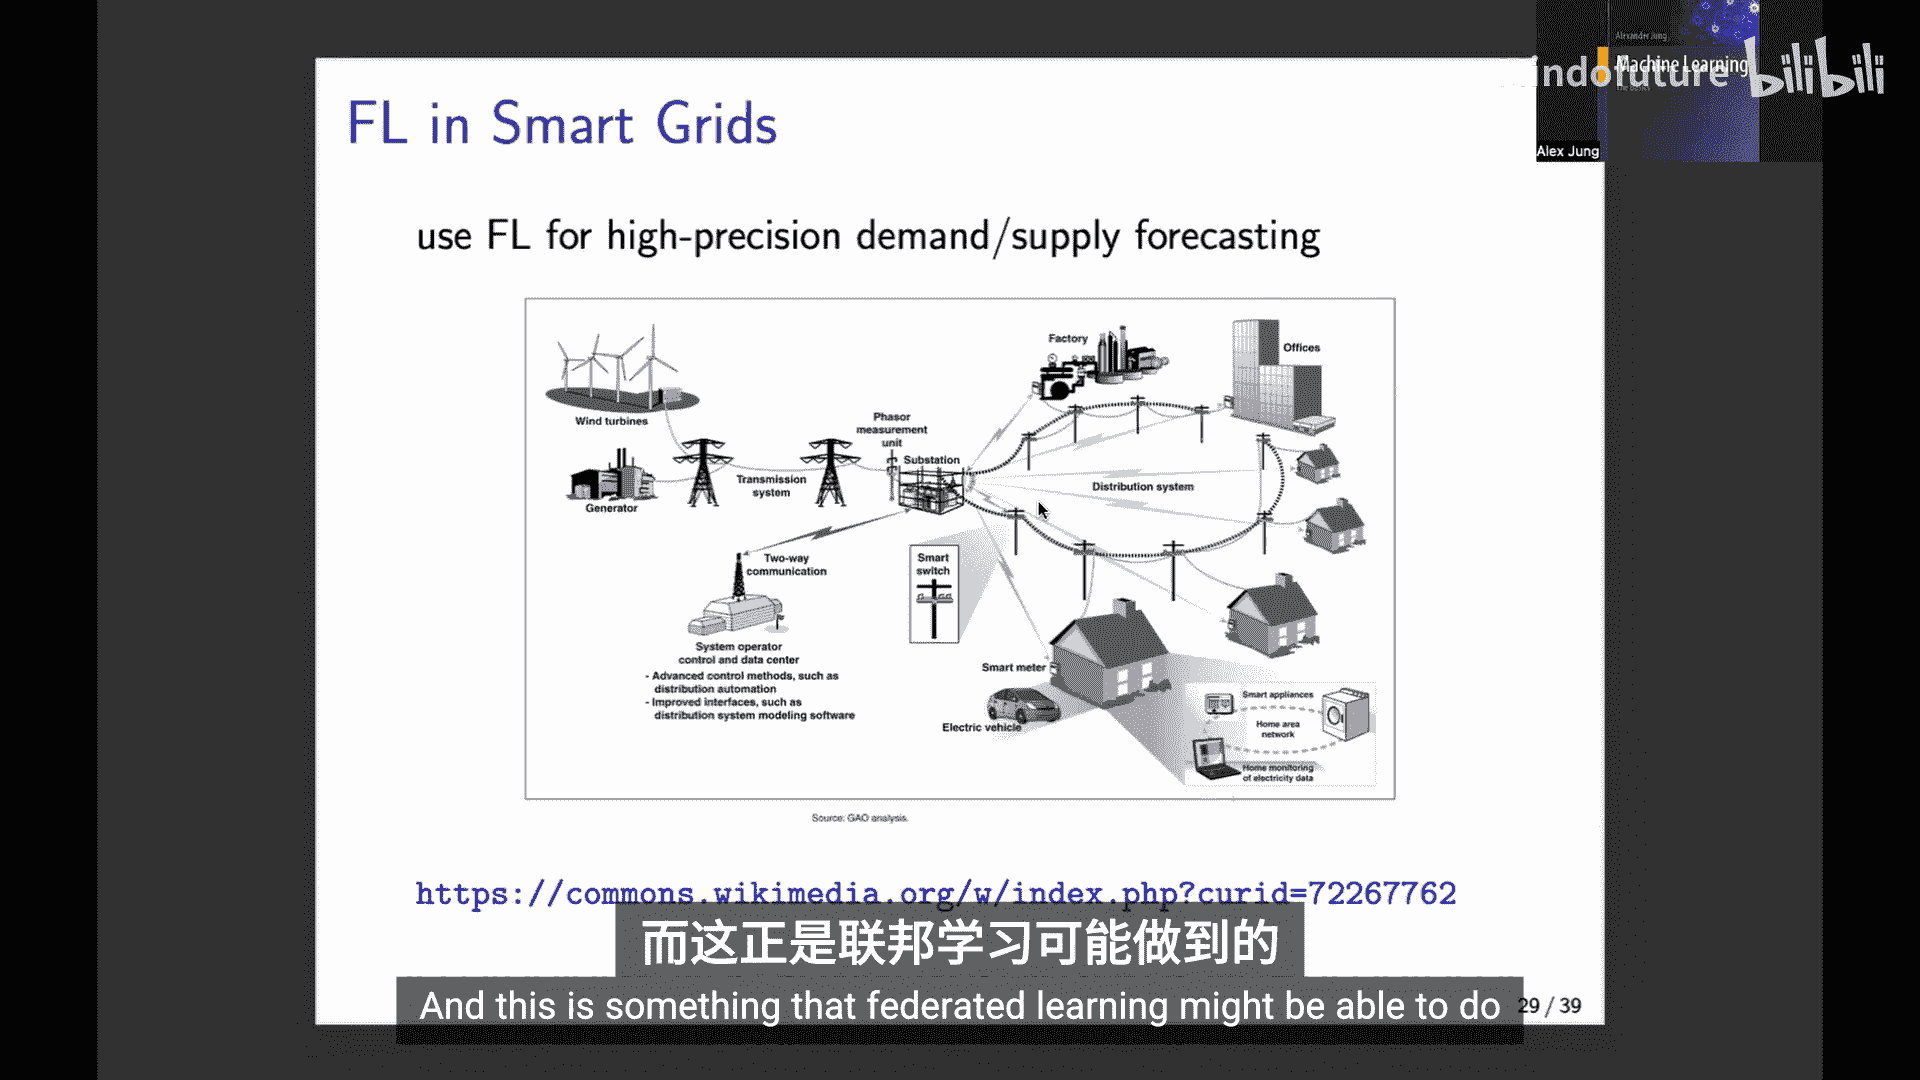 FL in Smart Grids
use FL for high-precision demand/supply forecasting
Alexander Jung
Machine Learning
indofuture
bilibili
Alex Jung
Factory
Offices
Wind turbines
Phasor
measurement
unit
Substation
Transmission
system
Generator
Distribution system
Two-way
communication
Smart
switch
System operator
control and data center
- Advanced control methods, such as
distribution automation
- Improved interfaces, such as
distribution system modeling software
Smart meter
Electric vehicle
Smart appliances
Home area
network
Home monitoring
of electricity data
Source: GAO analysis.
https://commons.wikimedia.org/w/index.php?curid=72267762
而这正是联邦学习可能做到的
And this is something that federated learning might be able to do
29 / 39